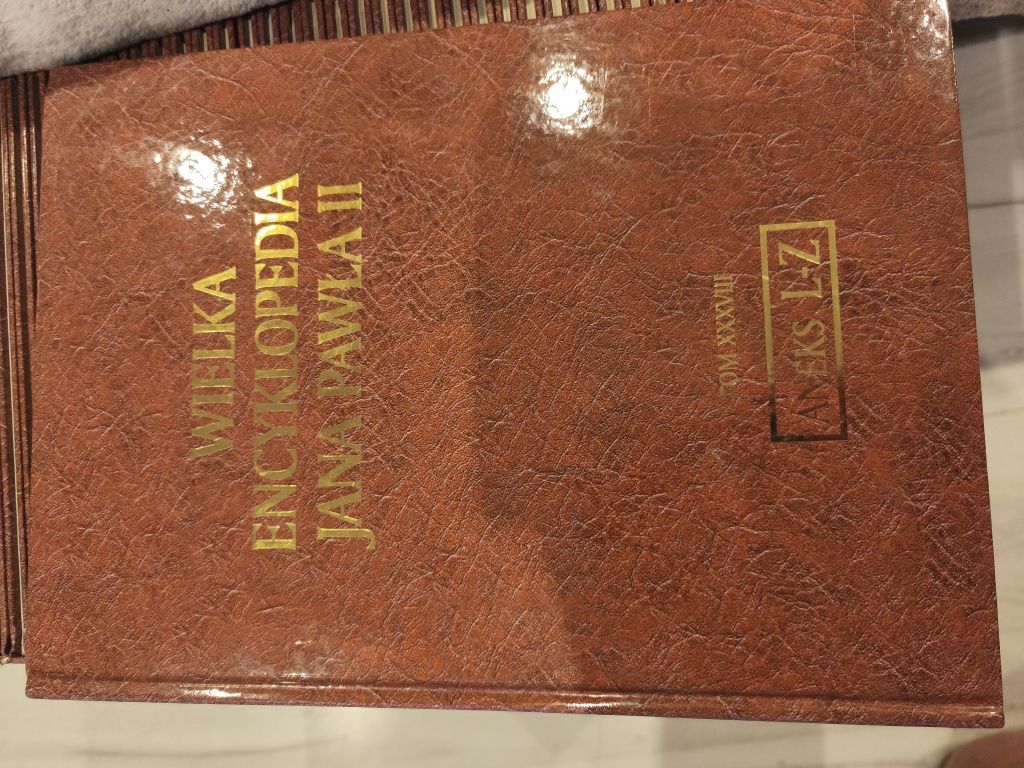 WIELKA
ENCYKLOPEDIA
JANA PAWŁA II
TOM XXXVIII
ANEKS L-Z